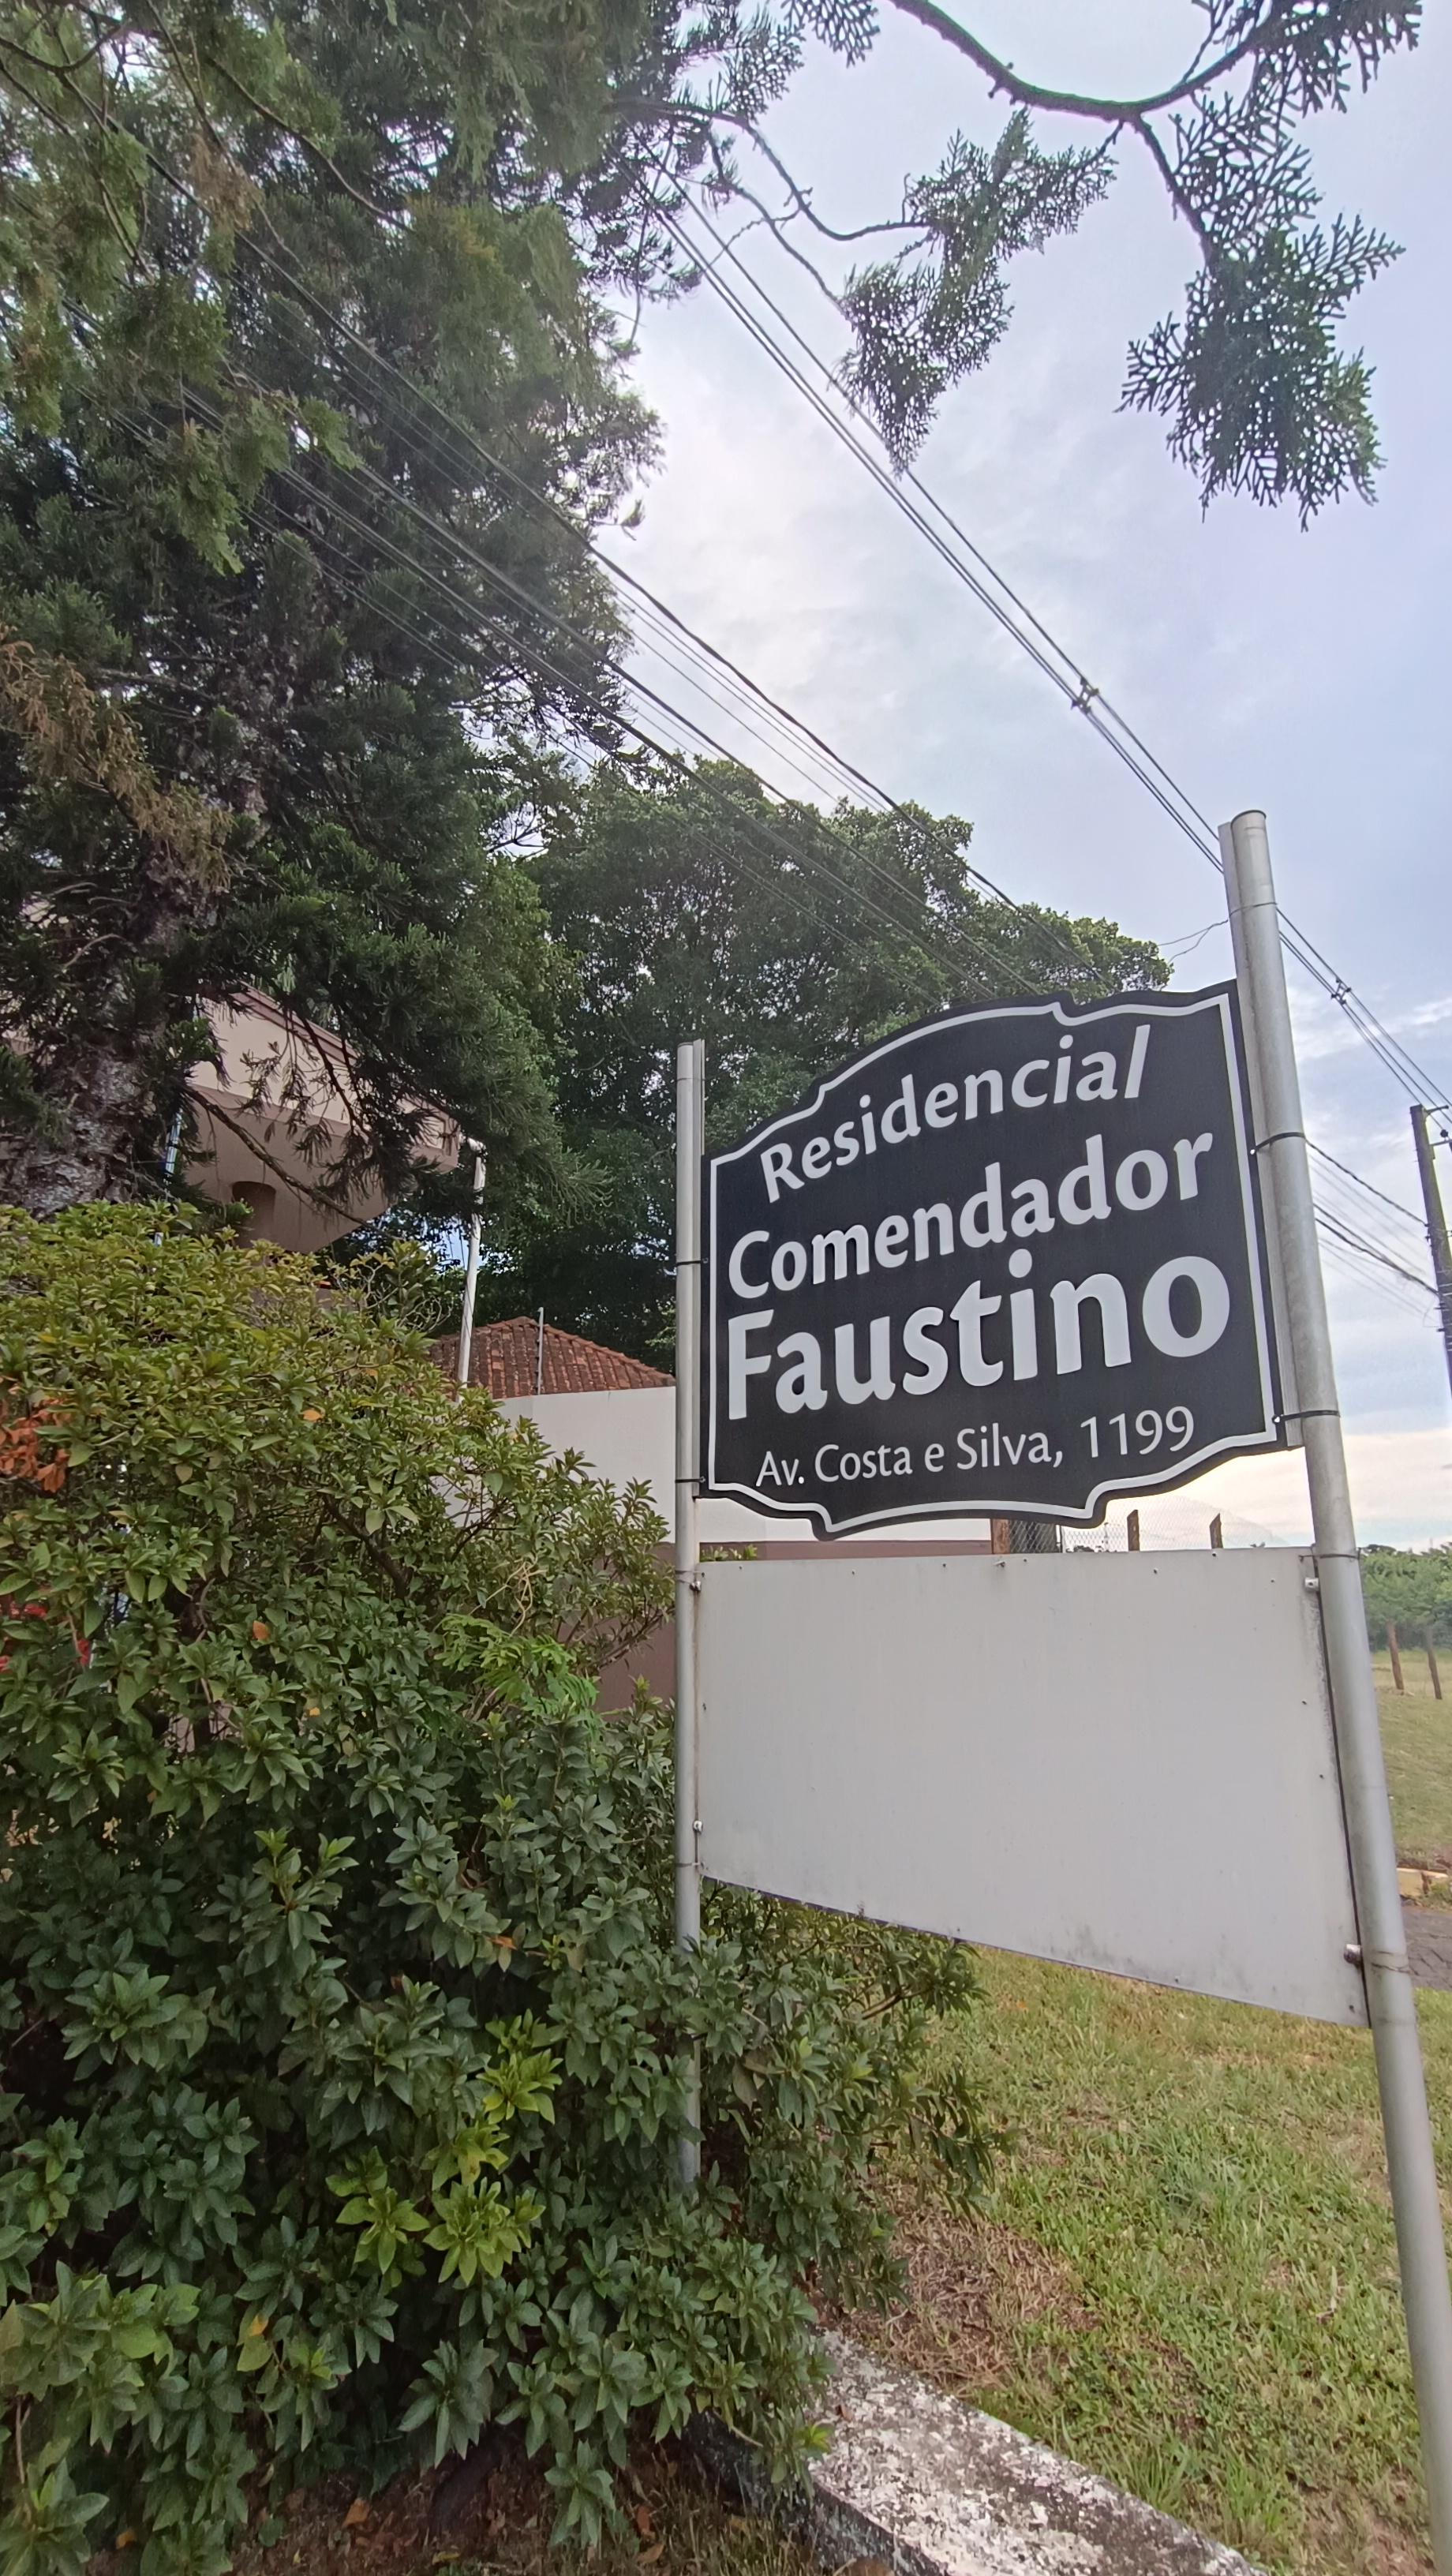 Residencial
Comendador
Faustino
Av. Costa e Silva, 1199